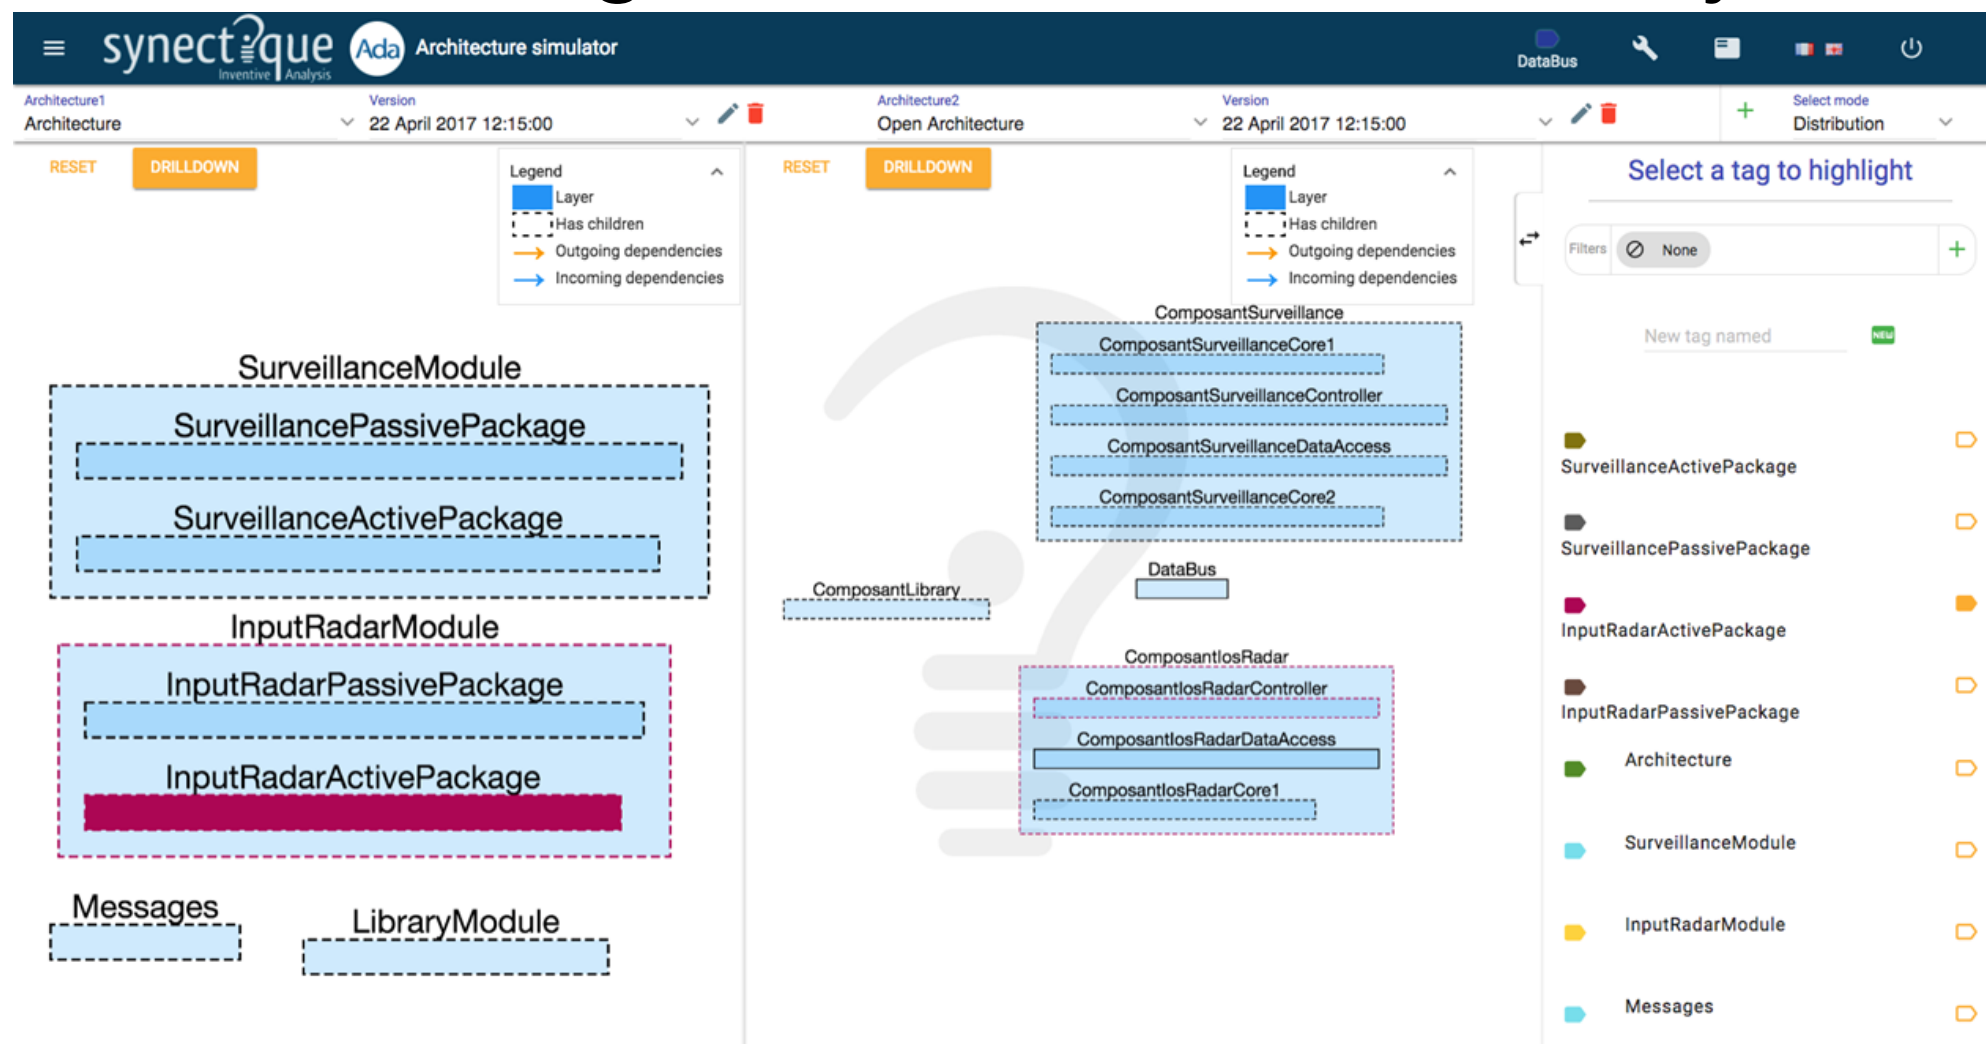 synectique
Inventive Analysis
Ada
Architecture simulator
DataBus
Architecture1
Architecture
Version
22 April 2017 12:15:00
Architecture2
Open Architecture
Version
22 April 2017 12:15:00
Select mode
Distribution
RESET
DRILLDOWN
Legend
Layer
Has children
Outgoing dependencies
Incoming dependencies
SurveillanceModule
SurveillancePassivePackage
SurveillanceActivePackage
InputRadarModule
InputRadarPassivePackage
InputRadarActivePackage
Messages
LibraryModule
RESET
DRILLDOWN
Legend
Layer
Has children
Outgoing dependencies
Incoming dependencies
ComposantSurveillance
ComposantSurveillanceCore1
ComposantSurveillanceController
ComposantSurveillanceDataAccess
ComposantSurveillanceCore2
DataBus
ComposantLibrary
ComposantIosRadar
ComposantIosRadarController
ComposantIosRadarDataAccess
ComposantIosRadarCore1
Select a tag to highlight
Filters
None
New tag named
NEW
SurveillanceActivePackage
SurveillancePassivePackage
InputRadarActivePackage
InputRadarPassivePackage
Architecture
SurveillanceModule
InputRadarModule
Messages